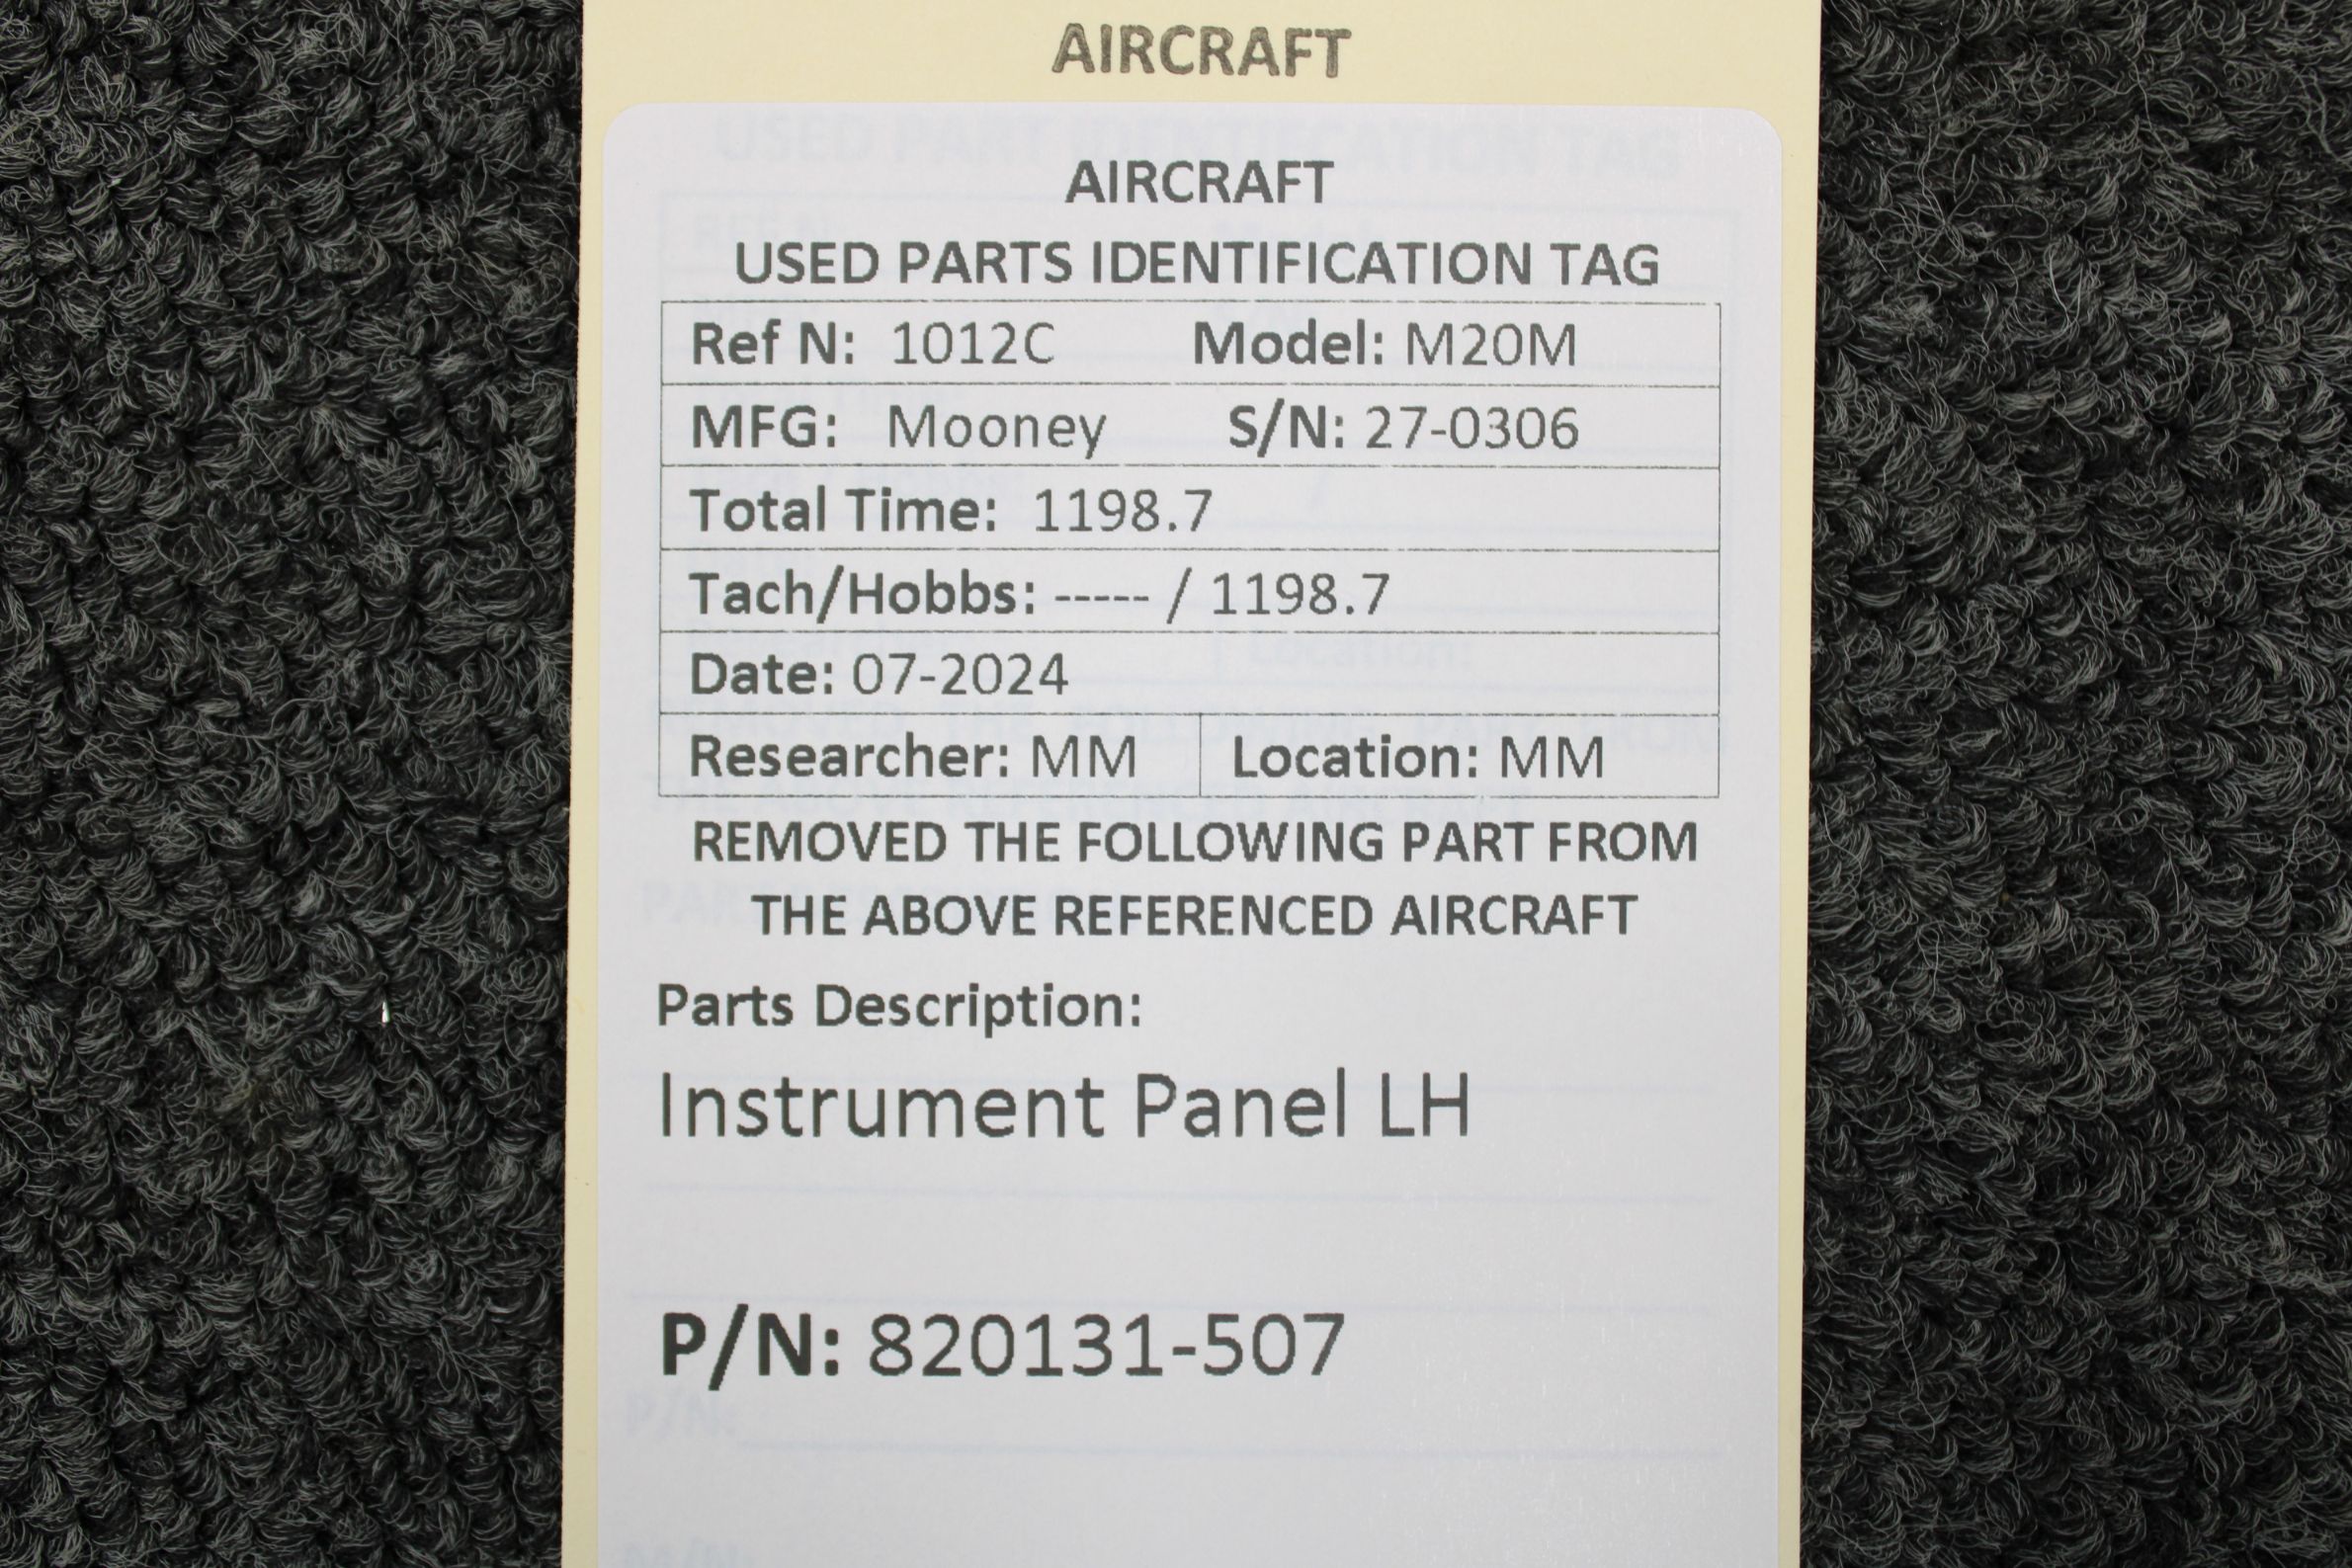 AIRCRAFT
AIRCRAFT
USED PARTS IDENTIFICATION TAG
Ref N: 1012C Model: M20M
MFG: Mooney S/N: 27-0306
Total Time: 1198.7
Tach/Hobbs: ----- / 1198.7
Date: 07-2024
Researcher: MM Location: MM
REMOVED THE FOLLOWING PART FROM
THE ABOVE REFERENCED AIRCRAFT
Parts Description:
Instrument Panel LH
P/N: 820131-507